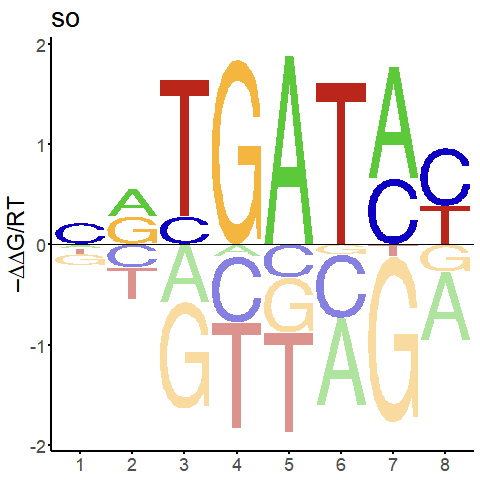 so
−ΔΔG/RT
2
1
0
-1
-2
C A G T A C T G A T A C C T
G C T A G A C T C G T G C A T G G A
1 2 3 4 5 6 7 8